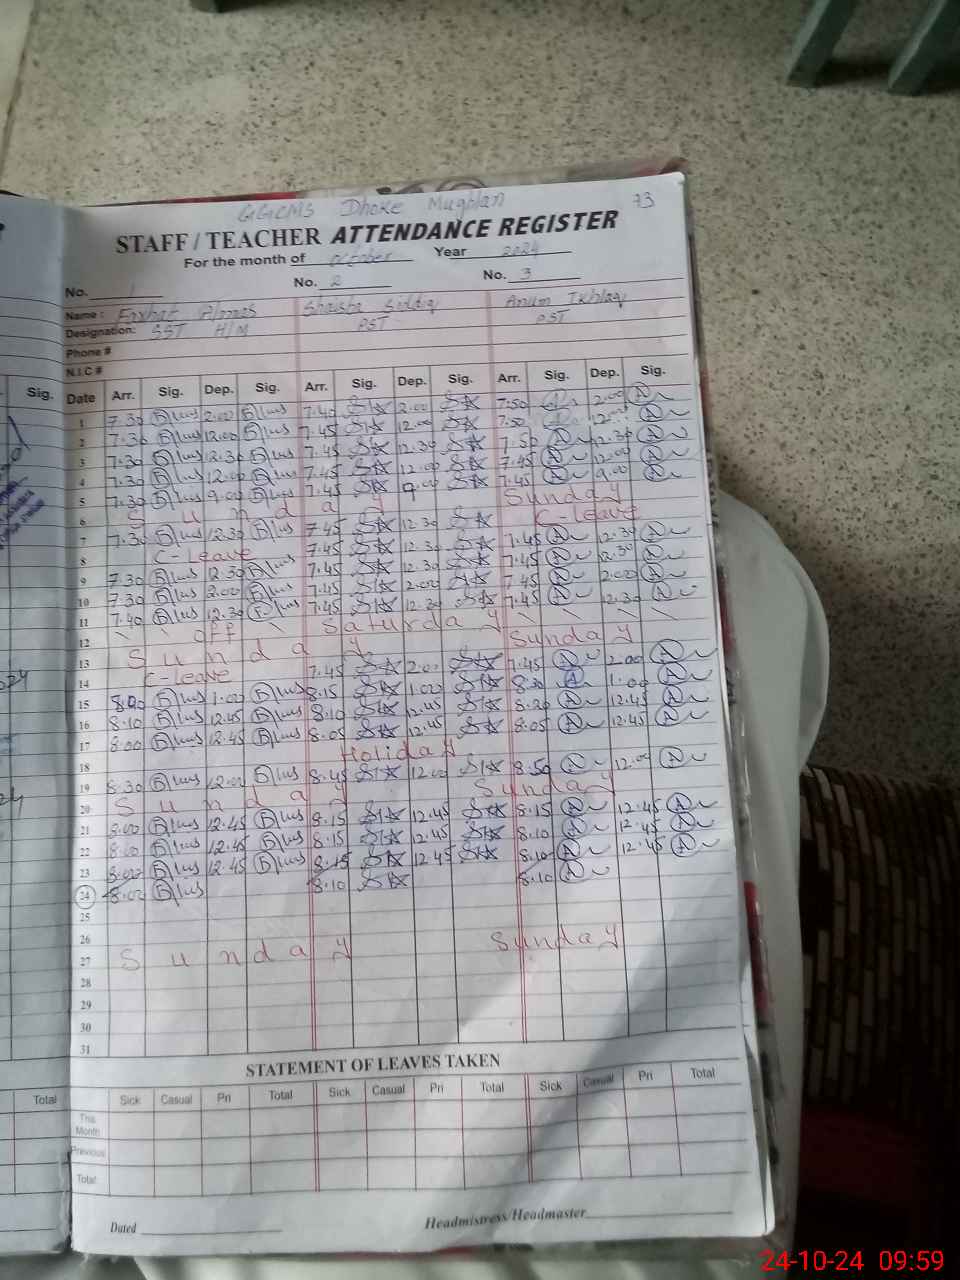 73
GGCMS Dhoke Mughlan
STAFF / TEACHER ATTENDANCE REGISTER
For the month of october Year 2024
No. 1 No. 2 No. 3
Name : Shaista Siddiq Anum Ikhlaq
Designation: SST H/M PST PST
Phone #
N.I.C #
Sig. Date Arr. Sig. Dep. Sig. Arr. Sig. Dep. Sig. Arr. Sig. Dep. Sig.
1 7.30 2.00 7.40 2.00 7.50 2.00
2 7.30 12.00 7.45 12.00 7.50 12.00
3 7.30 12.30 7.45 12.30 7.50 12.30
4 7.30 12.00 7.45 12.00 7.45 12.00
5 7.30 9.00 7.45 9.00 7.45 9.00
6 Sunday Sunday
7 7.30 12.30 7.45 12.30 C-leave
8 C-leave 7.45 12.30 7.45 12.30
9 7.30 12.30 7.45 12.30 7.45 12.30
10 7.30 2.00 7.45 2.00 7.45 2.00
11 7.40 12.30 7.45 12.30 7.45 12.30
12 off Saturday
13 Sunday Sunday
14 C-leave 7.45 2.00 7.45 2.00
15 1.00 8.15 1.00 1.00
16 8.10 12.45 8.10 12.45 8.20 12.45
17 8.00 12.45 8.05 12.45 8.05 12.45
18 Holiday
19 8.30 12.00 8.45 12.00 8.50 12.00
20 Sunday Sunday
21 8.00 12.45 8.15 12.45 8.15 12.45
22 8.00 12.45 8.15 12.45 8.10 12.45
23 8.00 12.45 8.15 12.45 8.10 12.45
24 8.02 8.10 8.10
25
26
27 Sunday Sunday
28
29
30
31
STATEMENT OF LEAVES TAKEN
Total Sick Casual Pri Total Sick Casual Pri Total Sick Casual Pri Total
This Month
Previous
Total
Dated Headmistress/Headmaster
24-10-24 09:59